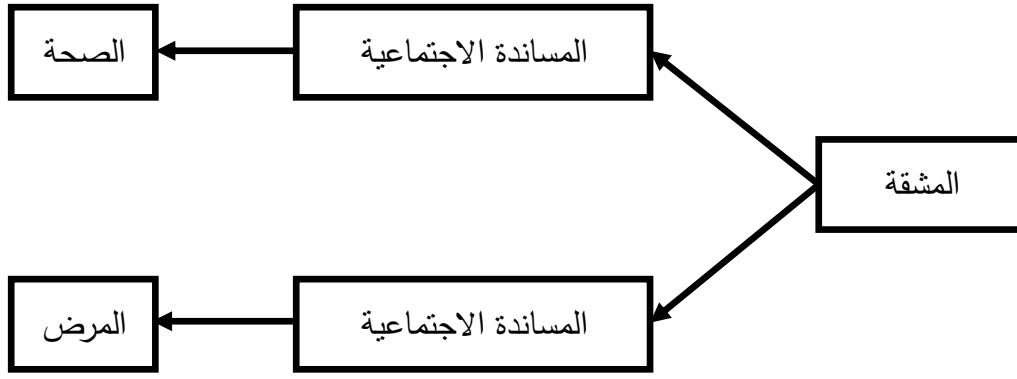 المشقة
المساندة الاجتماعية
الصحة
المساندة الاجتماعية
المرض